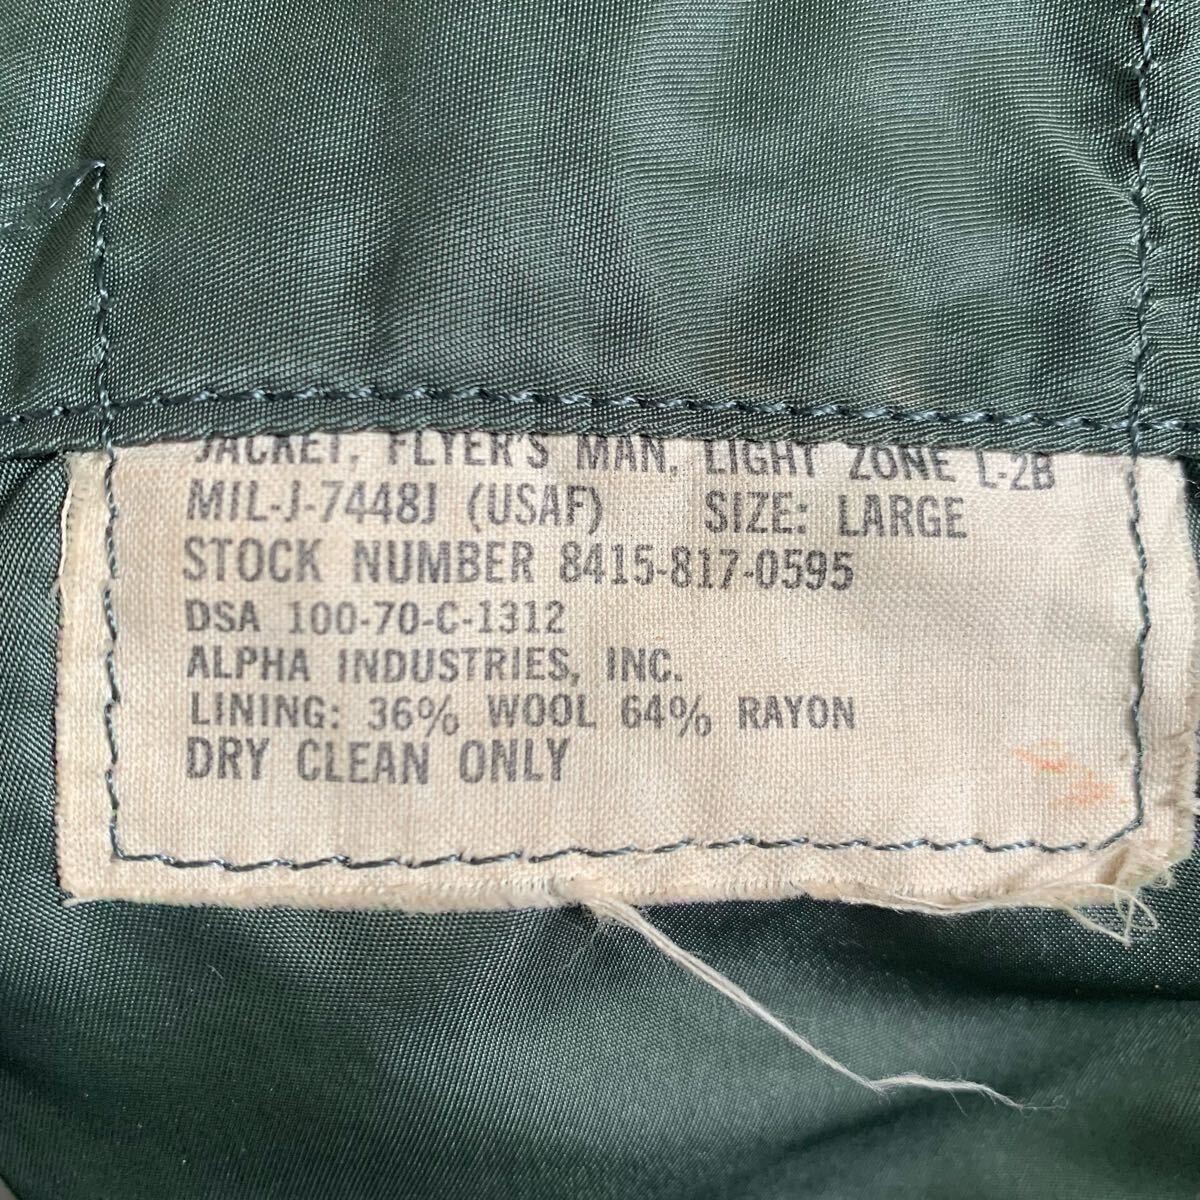 JACKET, FLYER'S MAN, LIGHT ZONE L-2B
MIL-J-7448J (USAF) SIZE: LARGE
STOCK NUMBER 8415-817-0595
DSA 100-70-C-1312
ALPHA INDUSTRIES, INC.
LINING: 36% WOOL 64% RAYON
DRY CLEAN ONLY